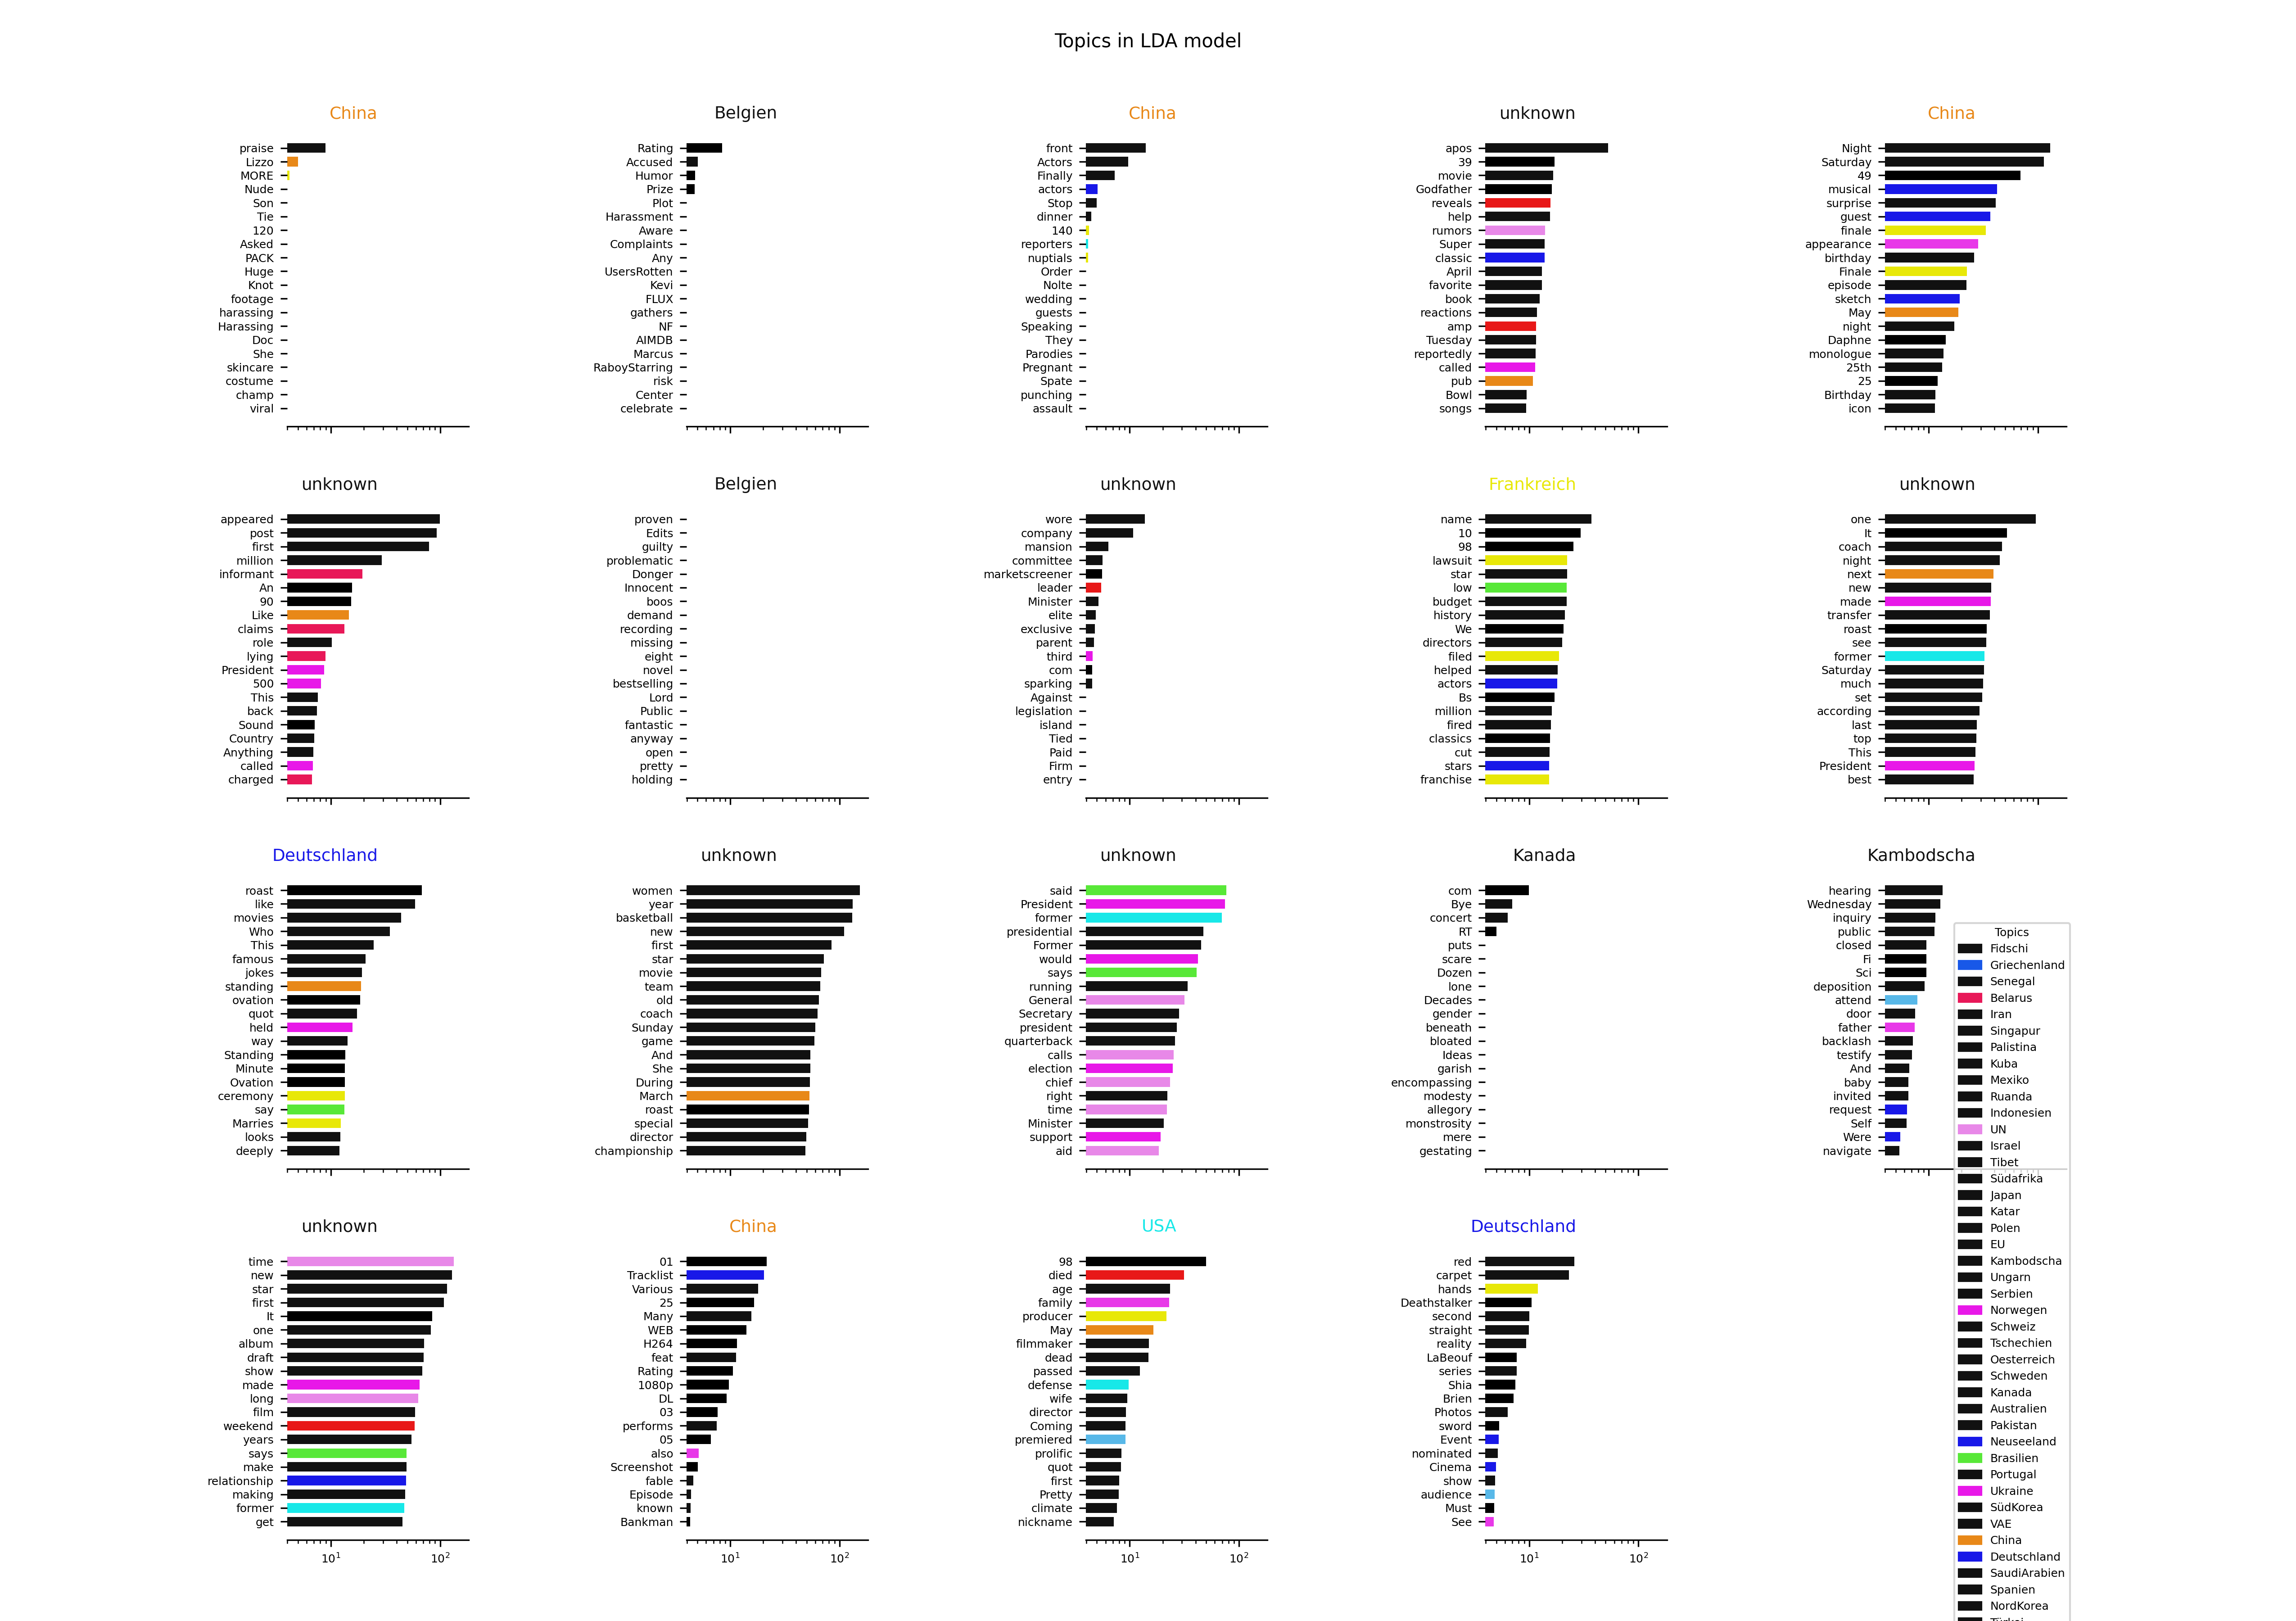 Topics in LDA model
China
praise
Lizzo
MORE
Nude
Son
Tie
120
Asked
PACK
Huge
Knot
footage
harassing
Harassing
Doc
She
skincare
costume
champ
viral
Belgien
Rating
Accused
Humor
Prize
Plot
Harassment
Aware
Complaints
Any
UsersRotten
Kevi
FLUX
gathers
NF
AIMDB
Marcus
RaboyStarring
risk
Center
celebrate
China
front
Actors
Finally
actors
Stop
dinner
140
reporters
nuptials
Order
Nolte
wedding
guests
Speaking
They
Parodies
Pregnant
Spate
punching
assault
unknown
apos
39
movie
Godfather
reveals
help
rumors
Super
classic
April
favorite
book
reactions
amp
Tuesday
reportedly
called
pub
Bowl
songs
China
Night
Saturday
49
musical
surprise
guest
finale
appearance
birthday
Finale
episode
sketch
May
night
Daphne
monologue
25th
25
Birthday
icon
unknown
appeared
post
first
million
informant
An
90
Like
claims
role
lying
President
500
This
back
Sound
Country
Anything
called
charged
Belgien
proven
Edits
guilty
problematic
Donger
Innocent
boos
demand
recording
missing
eight
novel
bestselling
Lord
Public
fantastic
anyway
open
pretty
holding
unknown
wore
company
mansion
committee
marketscreener
leader
Minister
elite
exclusive
parent
third
com
sparking
Against
legislation
island
Tied
Paid
Firm
entry
Frankreich
name
10
98
lawsuit
star
low
budget
history
We
directors
filed
helped
actors
Bs
million
fired
classics
cut
stars
franchise
unknown
one
It
coach
night
next
new
made
transfer
roast
see
former
Saturday
much
set
according
last
top
This
President
best
Deutschland
roast
like
movies
Who
This
famous
jokes
standing
ovation
quot
held
way
Standing
Minute
Ovation
ceremony
say
Marries
looks
deeply
unknown
women
year
basketball
new
first
star
movie
team
old
coach
Sunday
game
And
She
During
March
roast
special
director
championship
unknown
said
President
former
presidential
Former
would
says
running
General
Secretary
president
quarterback
calls
election
chief
right
time
Minister
support
aid
Kanada
com
Bye
concert
RT
puts
scare
Dozen
lone
Decades
gender
beneath
bloated
Ideas
garish
encompassing
modesty
allegory
monstrosity
mere
gestating
Kambodscha
hearing
Wednesday
inquiry
public
closed
Fi
Sci
deposition
attend
door
father
backlash
testify
And
baby
invited
request
Self
Were
navigate
unknown
time
new
star
first
It
one
album
draft
show
made
long
film
weekend
years
says
make
relationship
making
former
get
10¹ 10²
China
01
Tracklist
Various
25
Many
WEB
H264
feat
Rating
1080p
DL
03
performs
05
also
Screenshot
fable
Episode
known
Bankman
10¹ 10²
USA
98
died
age
family
producer
May
filmmaker
dead
passed
defense
wife
director
Coming
premiered
prolific
quot
first
Pretty
climate
nickname
10¹ 10²
Deutschland
red
carpet
hands
Deathstalker
second
straight
reality
LaBeouf
series
Shia
Brien
Photos
sword
Event
nominated
Cinema
show
audience
Must
See
10¹ 10²
Topics
Fidschi
Griechenland
Senegal
Belarus
Iran
Singapur
Palistina
Kuba
Mexiko
Ruanda
Indonesien
UN
Israel
Tibet
Südafrika
Japan
Katar
Polen
EU
Kambodscha
Ungarn
Serbien
Norwegen
Schweiz
Tschechien
Oesterreich
Schweden
Kanada
Australien
Pakistan
Neuseeland
Brasilien
Portugal
Ukraine
SüdKorea
VAE
China
Deutschland
SaudiArabien
Spanien
NordKorea